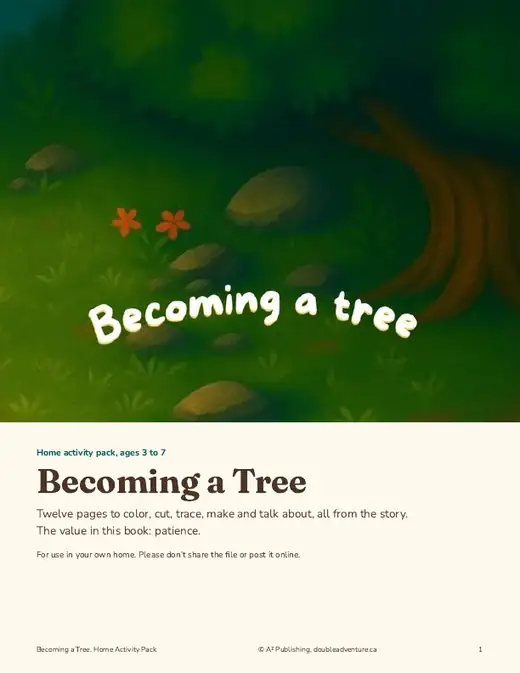 Becoming a tree
Home activity pack, ages 3 to 7
Becoming a Tree
Twelve pages to color, cut, trace, make and talk about, all from the story.
The value in this book: patience.
For use in your own home. Please don't share the file or post it online.
Becoming a Tree. Home Activity Pack
© A² Publishing, doubleadventure.ca
1